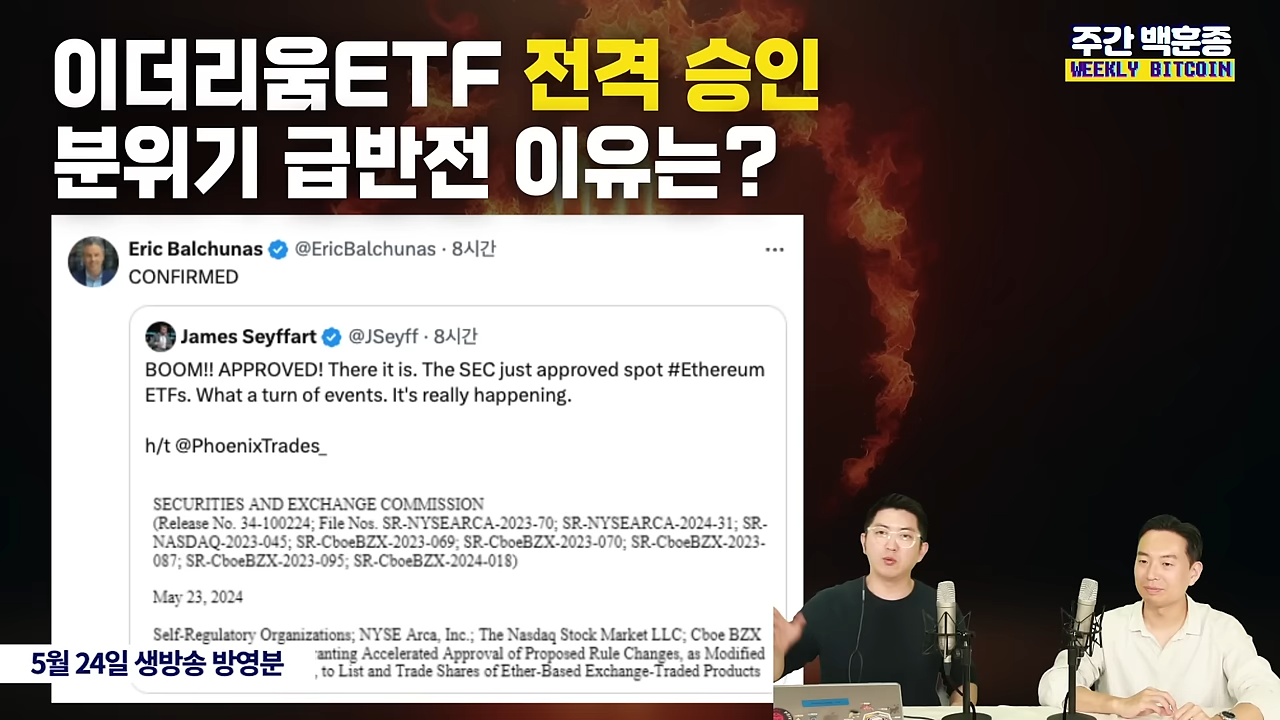 이더리움ETF 전격 승인
분위기 급반전 이유는?
주간 백훈종
WEEKLY BITCOIN
Eric Balchunas @EricBalchunas · 8시간
CONFIRMED
James Seyffart @JSeyff · 8시간
BOOM!! APPROVED! There it is. The SEC just approved spot #Ethereum
ETFs. What a turn of events. It's really happening.
h/t @PhoenixTrades_
SECURITIES AND EXCHANGE COMMISSION
(Release No. 34-100224; File Nos. SR-NYSEARCA-2023-70; SR-NYSEARCA-2024-31; SR-
NASDAQ-2023-045; SR-CboeBZX-2023-069; SR-CboeBZX-2023-070; SR-CboeBZX-2023-
087; SR-CboeBZX-2023-095; SR-CboeBZX-2024-018)
May 23, 2024
Self-Regulatory Organizations; NYSE Arca, Inc.; The Nasdaq Stock Market LLC; Cboe BZX
Accelerated Approval of Proposed Rule Changes, as Modified
, to List and Trade Shares of Ether-Based Exchange-Traded Products
5월 24일 생방송 방영분